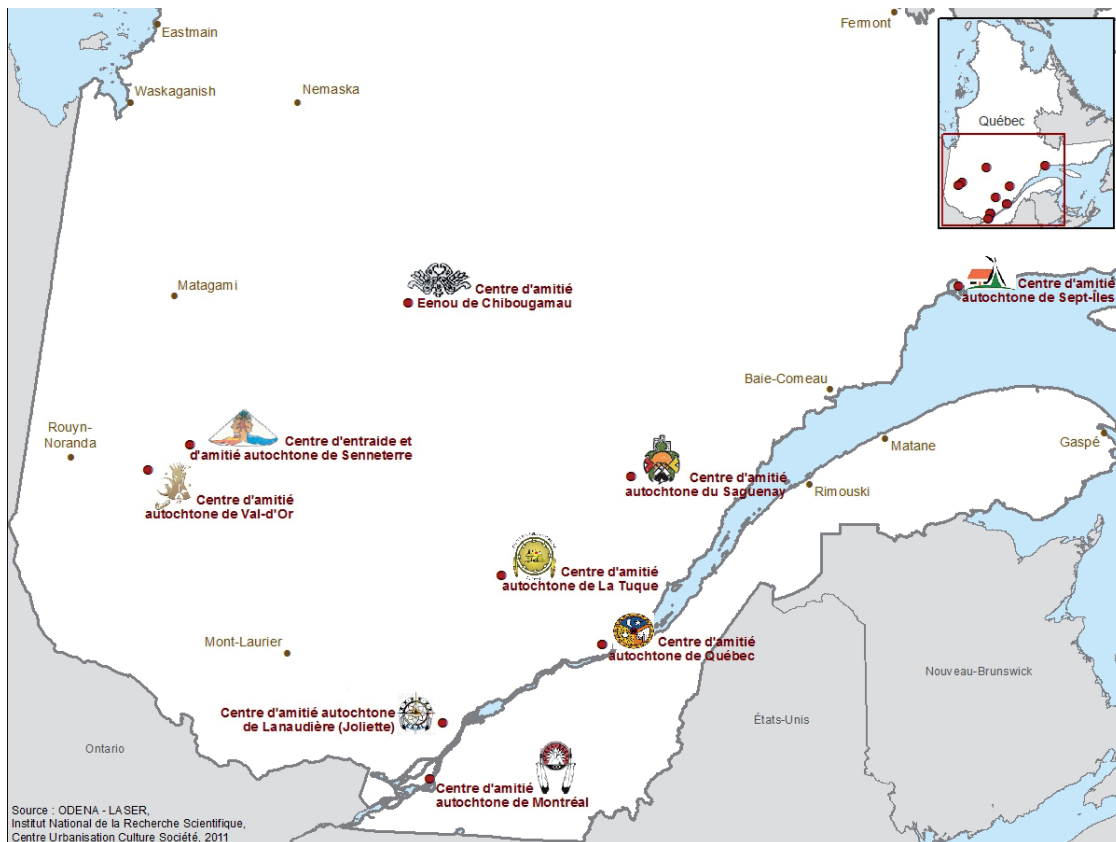 Fermont
Eastmain
Waskaganish
Nemaska
Québec
Matagami
Centre d'amitié
Eenou de Chibougamau
Centre d'amitié
autochtone de Sept-Îles
Baie-Comeau
Rouyn-
Noranda
Centre d'entraide et
d'amitié autochtone de Senneterre
Matane
Gaspé
Centre d'amitié
autochtone de Val-d'Or
Centre d'amitié
autochtone du Saguenay
Rimouski
Centre d'amitié
autochtone de La Tuque
Mont-Laurier
Centre d'amitié
autochtone de Québec
Nouveau-Brunswick
Centre d'amitié autochtone
de Lanaudière (Joliette)
États-Unis
Ontario
Centre d'amitié
autochtone de Montréal
Source : ODENA - LASER,
Institut National de la Recherche Scientifique,
Centre Urbanisation Culture Société, 2011